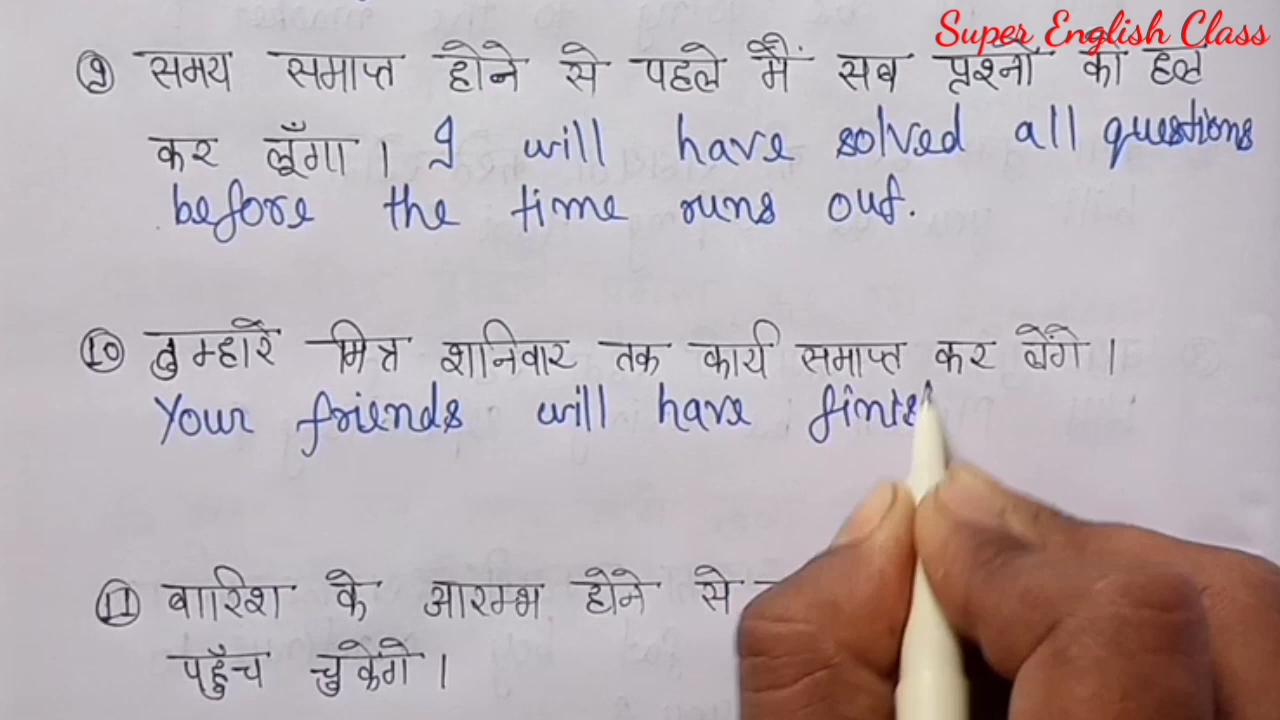 Super English Class
⑨ समय समाप्त होने से पहले मैं सब प्रश्नों को हल
कर लूँगा। I will have solved all questions
before the time runs out.
⑩ तुम्हारे मित्र शनिवार तक कार्य समाप्त कर लेंगे।
Your friends will have
⑪ बारिश के आरम्भ होने से
पहुँच चुकेंगे।